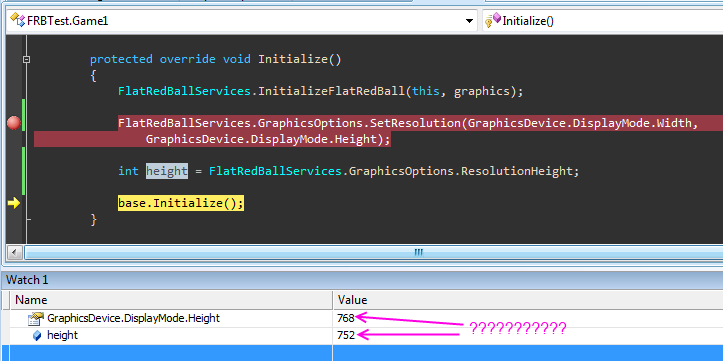 FRBTest.Game1
Initialize()
protected override void Initialize()
{
FlatRedBallServices.InitializeFlatRedBall(this, graphics);
FlatRedBallServices.GraphicsOptions.SetResolution(GraphicsDevice.DisplayMode.Width,
GraphicsDevice.DisplayMode.Height);
int height = FlatRedBallServices.GraphicsOptions.ResolutionHeight;
base.Initialize();
}
Watch 1
Name Value
GraphicsDevice.DisplayMode.Height 768
???????????
height 752